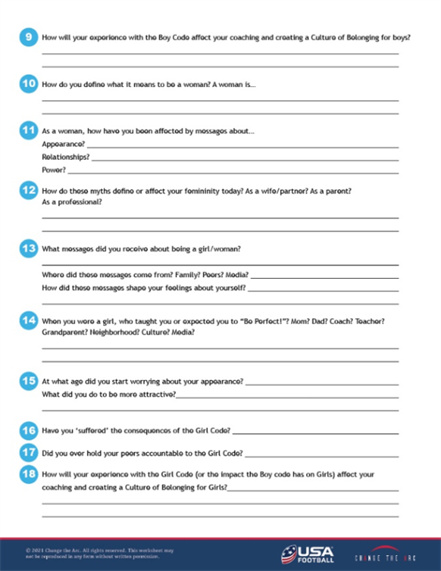 9 How will your experience with the Boy Code affect your coaching and creating a Culture of Belonging for boys?
10 How do you define what it means to be a woman? A woman is...
11 As a woman, how have you been affected by messages about...
Appearance?
Relationships?
Power?
12 How do these myths define or affect your femininity today? As a wife/partner? As a parent?
As a professional?
13 What messages did you receive about being a girl/woman?
Where did these messages come from? Family? Peers? Media?
How did these messages shape your feelings about yourself?
14 When you were a girl, who taught you or expected you to "Be Perfect!"? Mom? Dad? Coach? Teacher?
Grandparent? Neighborhood? Culture? Media?
15 At what age did you start worrying about your appearance?
What did you do to be more attractive?
16 Have you 'suffered' the consequences of the Girl Code?
17 Did you ever hold your peers accountable to the Girl Code?
18 How will your experience with the Girl Code (or the impact the Boy code has on Girls) affect your
coaching and creating a Culture of Belonging for Girls?
© 2021 Change the Arc. All rights reserved. This worksheet may
not be reproduced in any form without written permission.
USA
FOOTBALL
CHANGE THE ARC